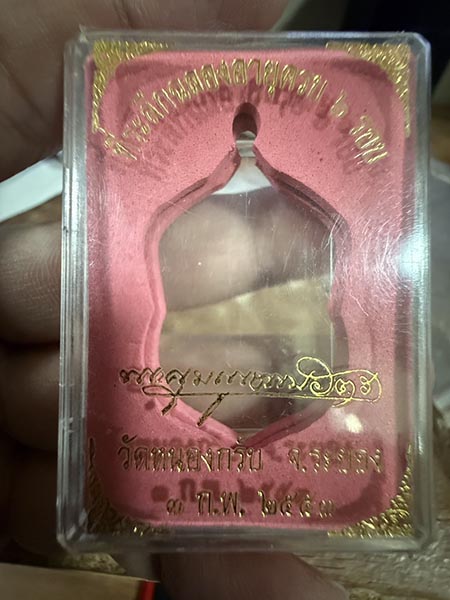 ที่ระลึกฉลองอายุครบ ๖ รอบ
วัดหนองกรับ จ.ระยอง
๓ ก.พ. ๒๕๕๓